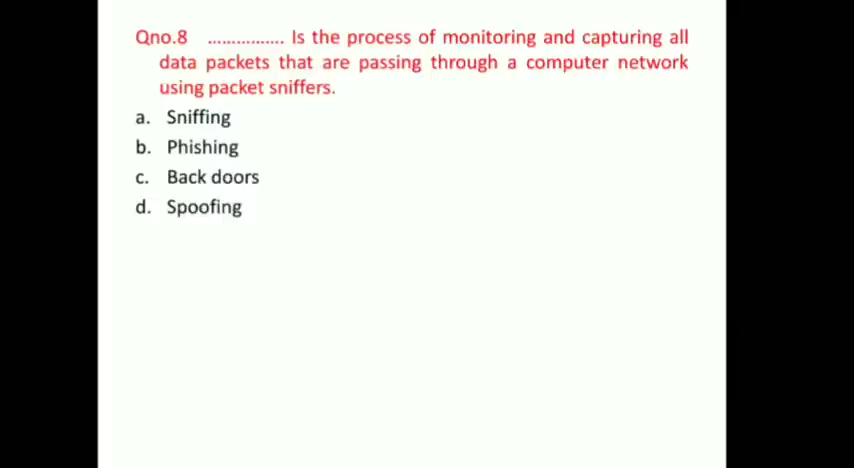 Qno.8 ............... Is the process of monitoring and capturing all
data packets that are passing through a computer network
using packet sniffers.
a. Sniffing
b. Phishing
c. Back doors
d. Spoofing